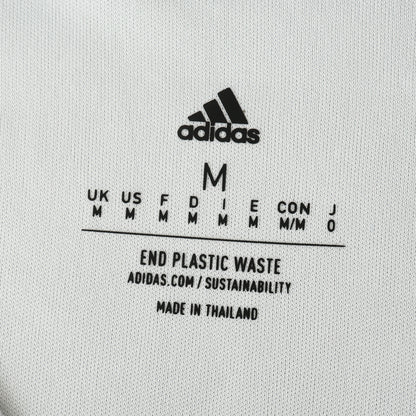 adidas
M
UK US F D I E CON J
M M M M M M M/M O
END PLASTIC WASTE
ADIDAS.COM / SUSTAINABILITY
MADE IN THAILAND